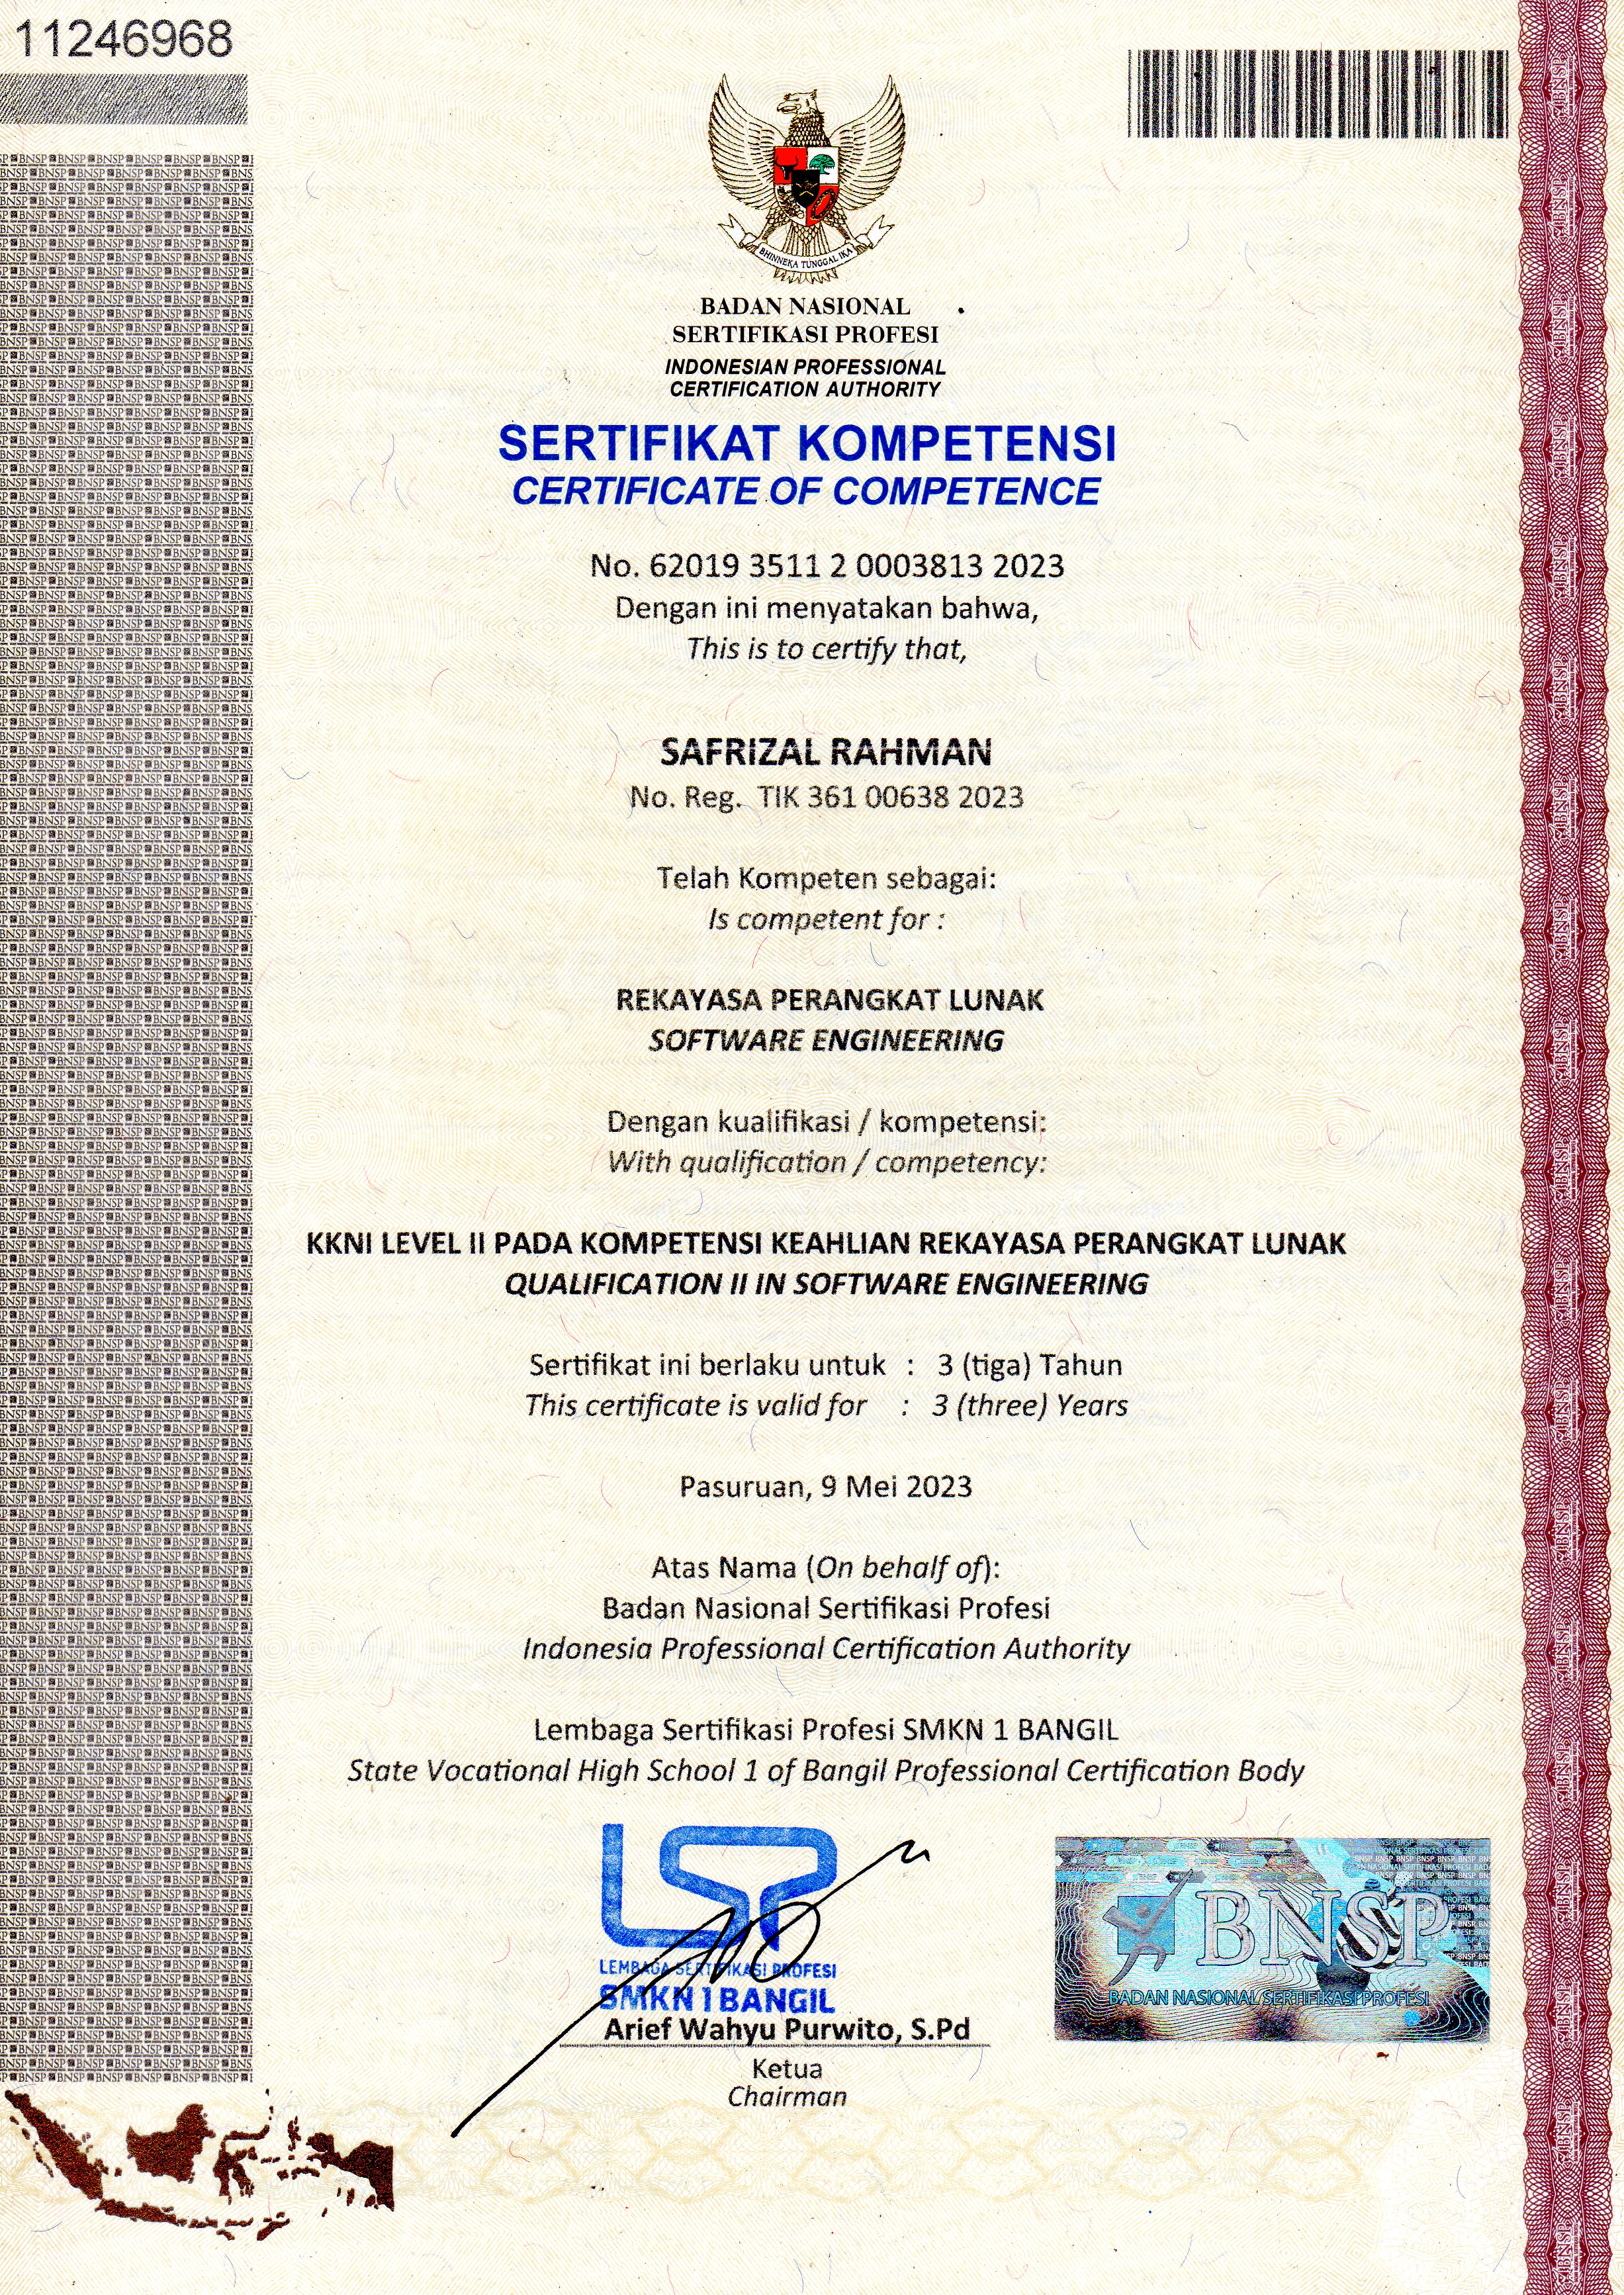 11246968
BHINNEKA TUNGGAL IKA
BADAN NASIONAL
SERTIFIKASI PROFESI
INDONESIAN PROFESSIONAL
CERTIFICATION AUTHORITY
SERTIFIKAT KOMPETENSI
CERTIFICATE OF COMPETENCE
No. 62019 3511 2 0003813 2023
Dengan ini menyatakan bahwa,
This is to certify that,
SAFRIZAL RAHMAN
No. Reg. TIK 361 00638 2023
Telah Kompeten sebagai:
Is competent for :
REKAYASA PERANGKAT LUNAK
SOFTWARE ENGINEERING
Dengan kualifikasi / kompetensi:
With qualification / competency:
KKNI LEVEL II PADA KOMPETENSI KEAHLIAN REKAYASA PERANGKAT LUNAK
QUALIFICATION II IN SOFTWARE ENGINEERING
Sertifikat ini berlaku untuk : 3 (tiga) Tahun
This certificate is valid for : 3 (three) Years
Pasuruan, 9 Mei 2023
Atas Nama (On behalf of):
Badan Nasional Sertifikasi Profesi
Indonesia Professional Certification Authority
Lembaga Sertifikasi Profesi SMKN 1 BANGIL
State Vocational High School 1 of Bangil Professional Certification Body
LSP
LEMBAGA SERTIFIKASI PROFESI
SMKN 1 BANGIL
Arief Wahyu Purwito, S.Pd
Ketua
Chairman
BNSP
BADAN NASIONAL SERTIFIKASI PROFESI